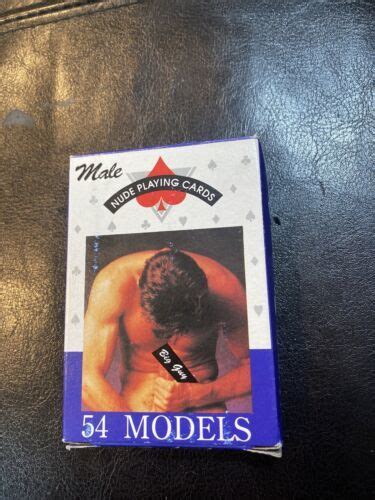 Male
NUDE PLAYING CARDS
Big Guy
54 MODELS